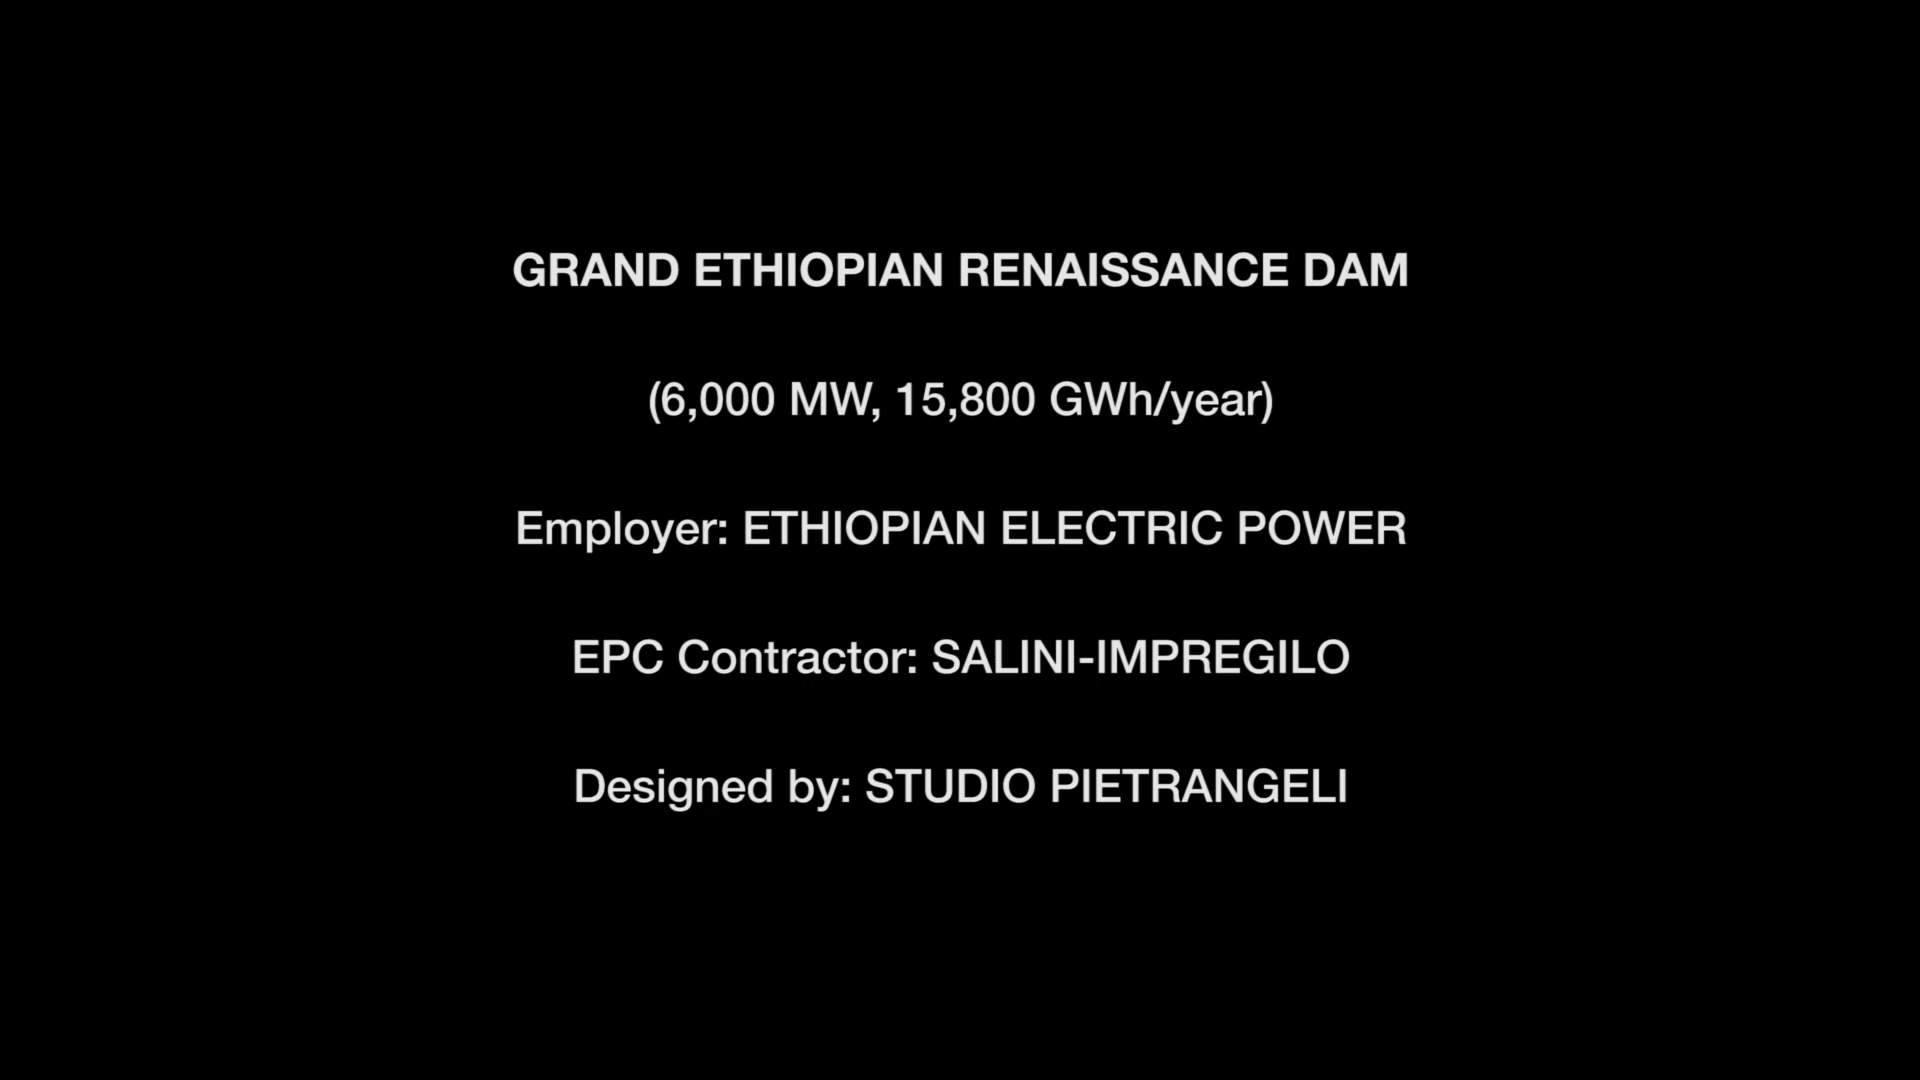 GRAND ETHIOPIAN RENAISSANCE DAM
(6,000 MW, 15,800 GWh/year)
Employer: ETHIOPIAN ELECTRIC POWER
EPC Contractor: SALINI-IMPREGILO
Designed by: STUDIO PIETRANGELI